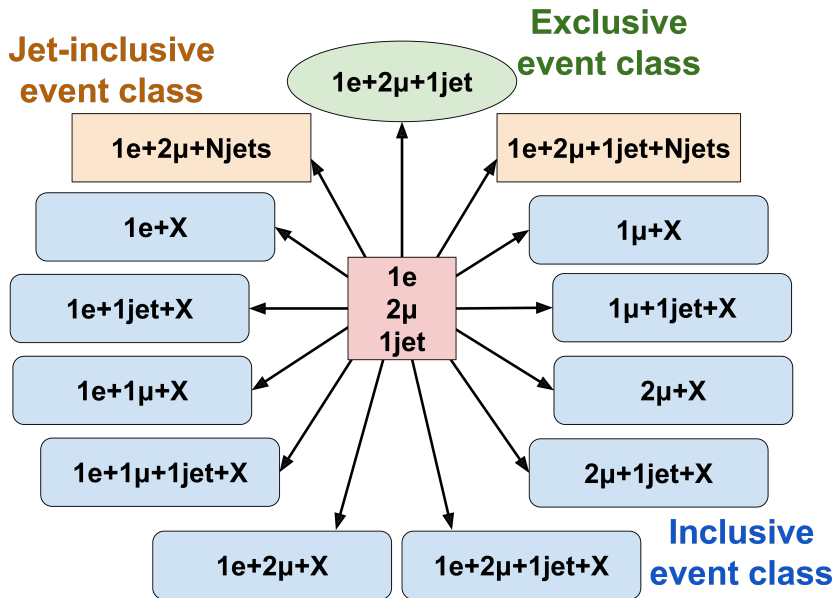 Jet-inclusive
event class
Exclusive
event class
1e+2μ+1jet
1e+2μ+Njets
1e+2μ+1jet+Njets
1e+X
1μ+X
1e
2μ
1jet
1e+1jet+X
1μ+1jet+X
1e+1μ+X
2μ+X
1e+1μ+1jet+X
2μ+1jet+X
1e+2μ+X
1e+2μ+1jet+X
Inclusive
event class